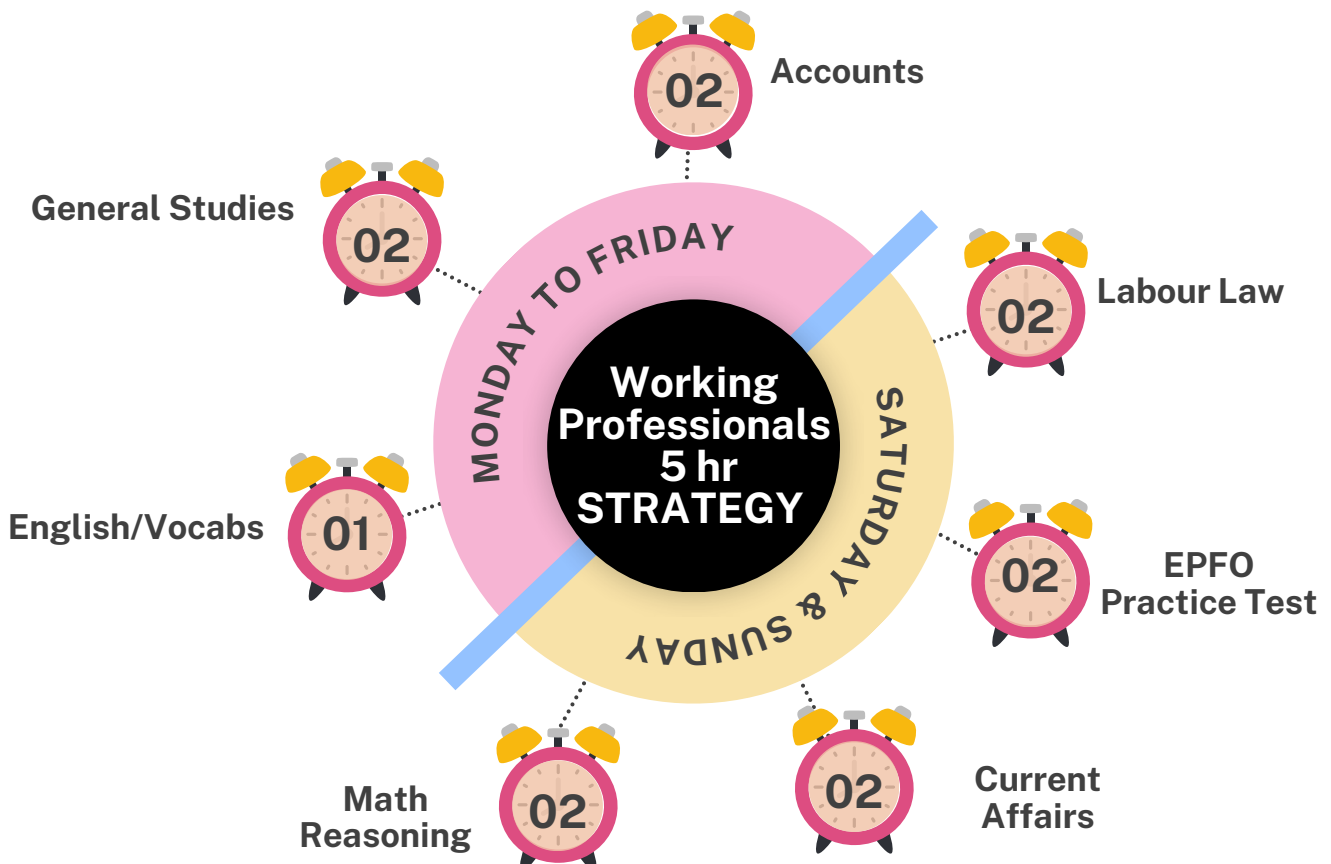 02
Accounts
General Studies
02
02
Labour Law
MONDAY TO FRIDAY
Working
Professionals
5 hr
STRATEGY
SATURDAY & SUNDAY
English/Vocabs
01
02
EPFO
Practice Test
Math
Reasoning
02
02
Current
Affairs